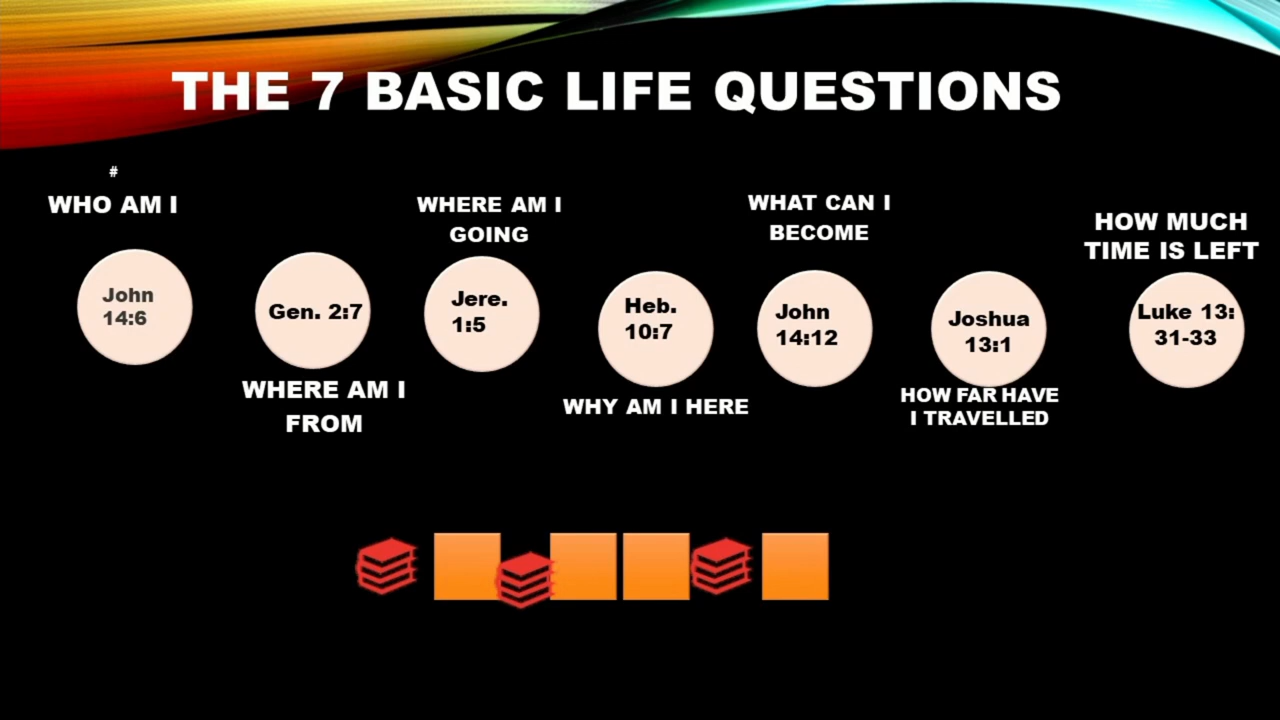 THE 7 BASIC LIFE QUESTIONS
#
WHO AM I
John
14:6
Gen. 2:7
WHERE AM I
FROM
WHERE AM I
GOING
Jere.
1:5
Heb.
10:7
WHY AM I HERE
WHAT CAN I
BECOME
John
14:12
Joshua
13:1
HOW FAR HAVE
I TRAVELLED
HOW MUCH
TIME IS LEFT
Luke 13:
31-33